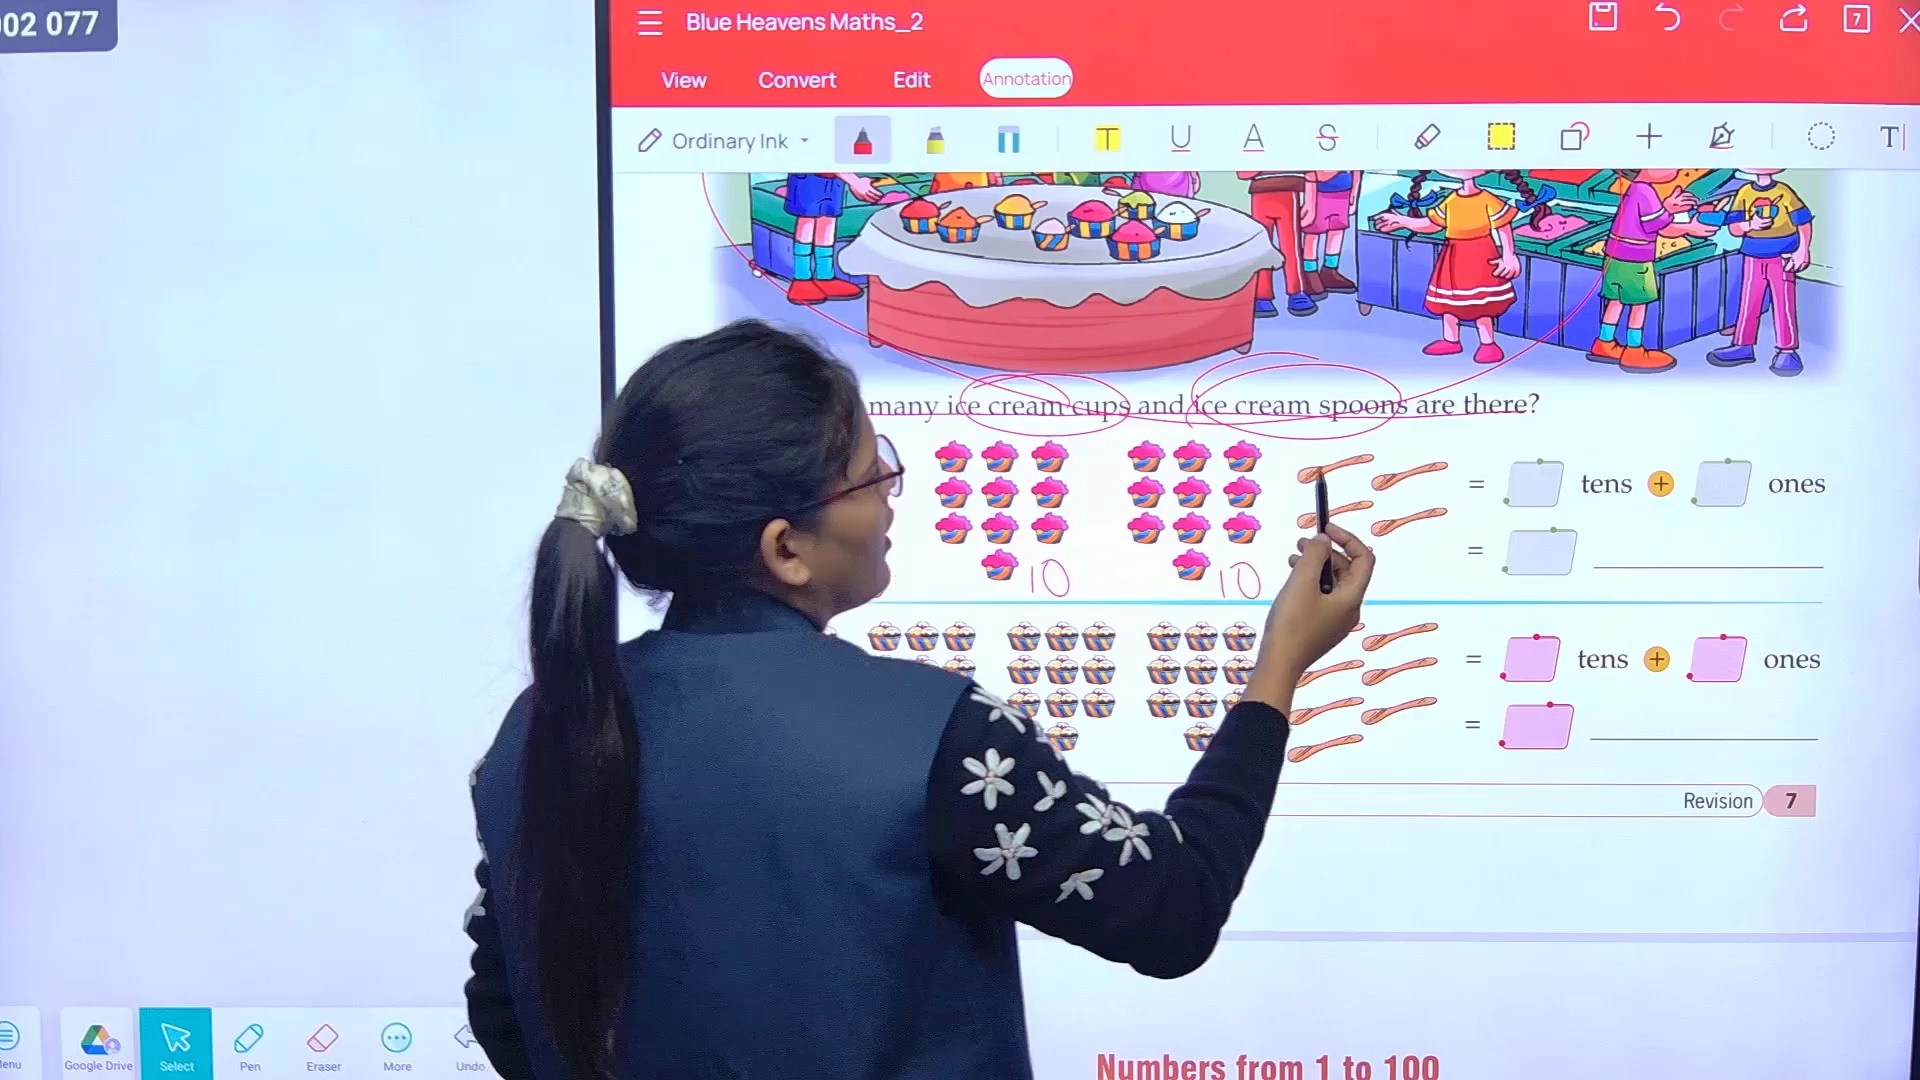 002 077
Blue Heavens Maths_2
7
View Convert Edit Annotation
Ordinary Ink T U A S T
many ice cream cups and ice cream spoons are there?
= tens + ones
=
10 10
= tens + ones
=
Revision 7
Google Drive Select Pen Eraser More Undo
Numbers from 1 to 100